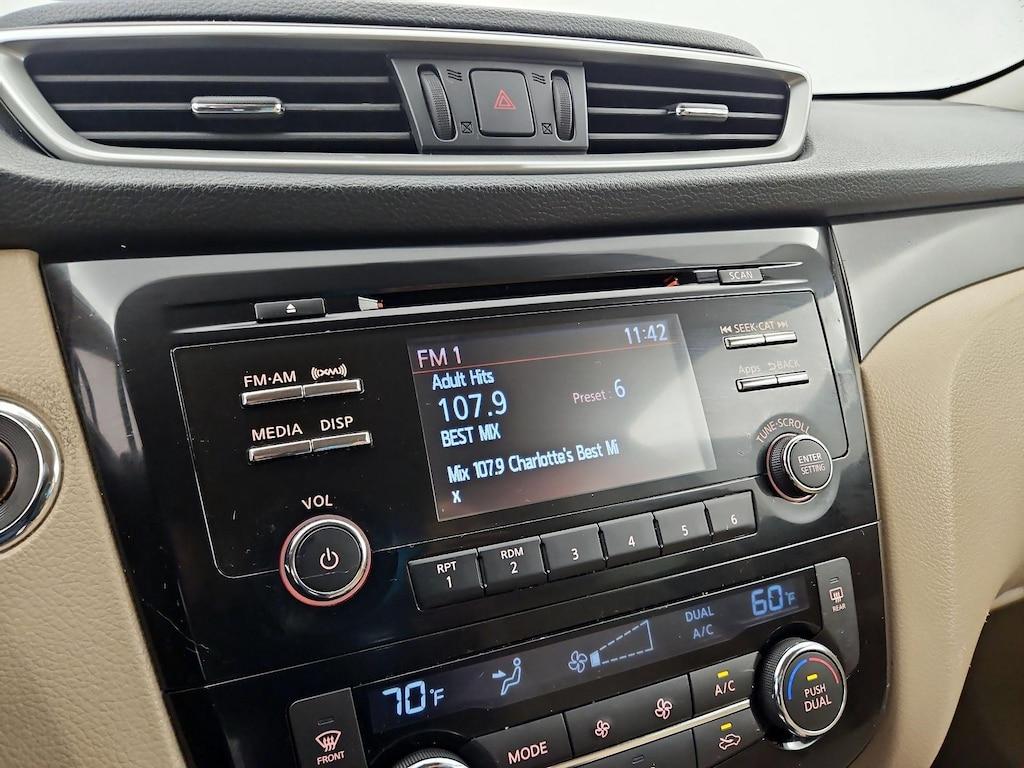 SCAN
FM 1 11:42
Adult Hits
107.9 Preset : 6
BEST MIX
Mix 107.9 Charlotte's Best Mi
x
FM·AM ((XM))
MEDIA DISP
VOL
SEEK·CAT
Apps BACK
TUNE·SCROLL
ENTER
SETTING
RPT
1
RDM
2
3
4
5
6
70°F
DUAL
A/C
60°F
REAR
FRONT
MODE
A/C
PUSH
DUAL